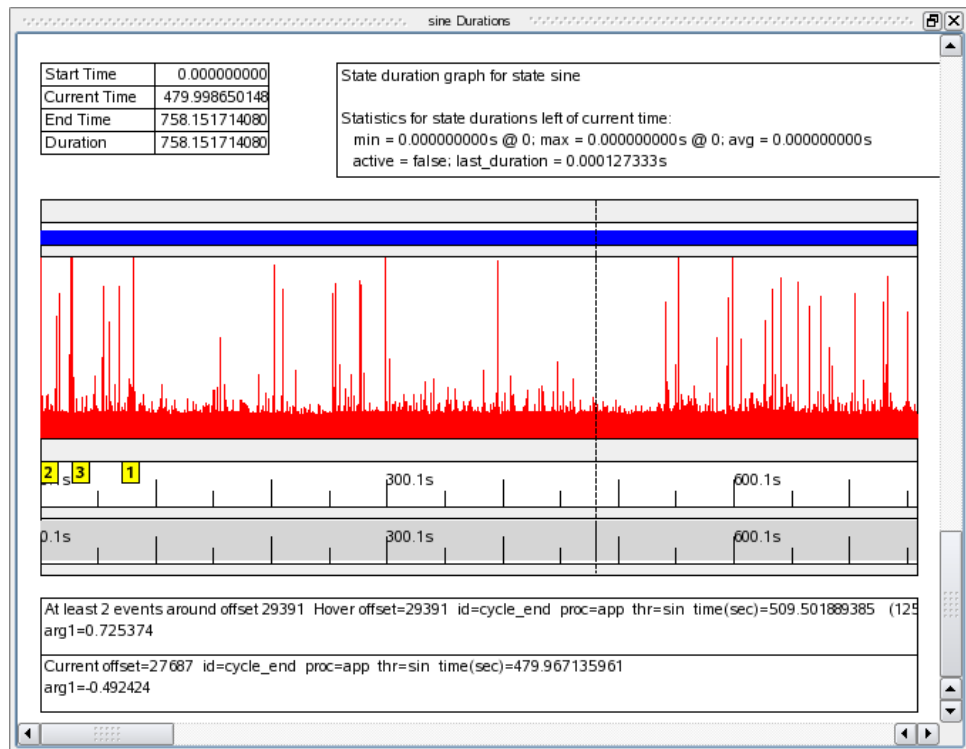 sine Durations
Start Time 0.000000000
Current Time 479.998650148
End Time 758.151714080
Duration 758.151714080
State duration graph for state sine
Statistics for state durations left of current time:
min = 0.000000000s @ 0; max = 0.000000000s @ 0; avg = 0.000000000s
active = false; last_duration = 0.000127333s
2 3 1
s 300.1s 600.1s
0.1s 300.1s 600.1s
At least 2 events around offset 29391 Hover offset=29391 id=cycle_end proc=app thr=sin time(sec)=509.501889385 (125
arg1=0.725374
Current offset=27687 id=cycle_end proc=app thr=sin time(sec)=479.967135961
arg1=-0.492424